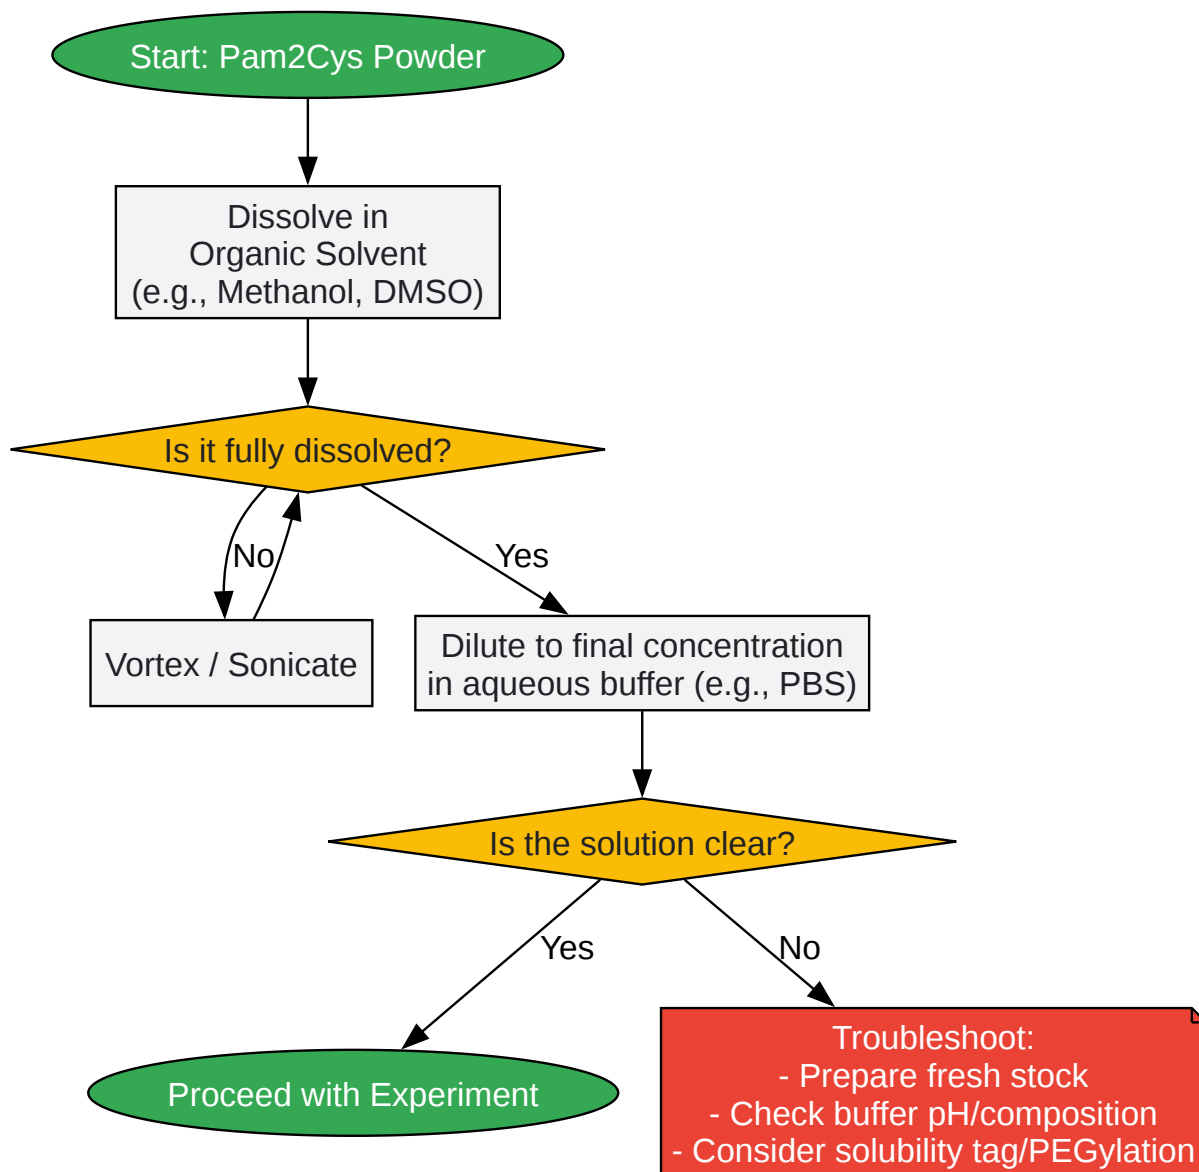 Start: Pam2Cys Powder
Dissolve in
Organic Solvent
(e.g., Methanol, DMSO)
Is it fully dissolved?
No
Yes
Vortex / Sonicate
Dilute to final concentration
in aqueous buffer (e.g., PBS)
Is the solution clear?
Yes
No
Proceed with Experiment
Troubleshoot:
- Prepare fresh stock
- Check buffer pH/composition
- Consider solubility tag/PEGylation